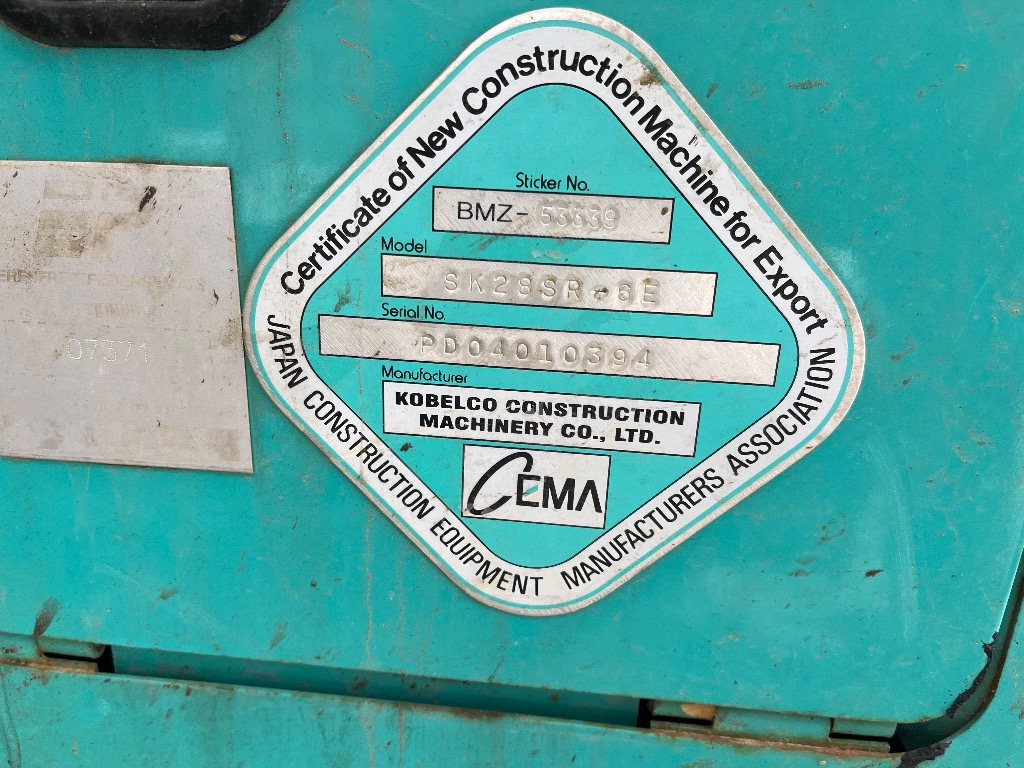 Certificate of New Construction Machine for Export
Sticker No.
BMZ- 53339
Model
SK28SR-6E
Serial No.
PD04010394
Manufacturer
KOBELCO CONSTRUCTION
MACHINERY CO., LTD.
CEMA
JAPAN CONSTRUCTION EQUIPMENT MANUFACTURERS ASSOCIATION
07371